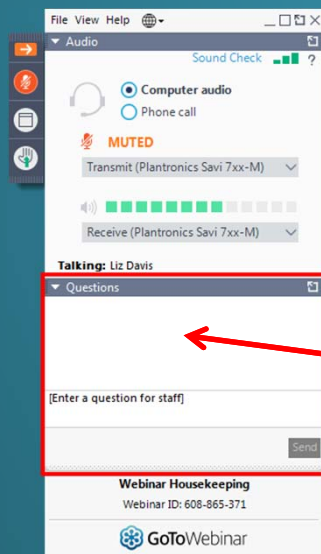 File View Help
Audio
Sound Check ?
Computer audio
Phone call
MUTED
Transmit (Plantronics Savi 7xx-M)
Receive (Plantronics Savi 7xx-M)
Talking: Liz Davis
Questions
[Enter a question for staff]
Send
Webinar Housekeeping
Webinar ID: 608-865-371
GoToWebinar